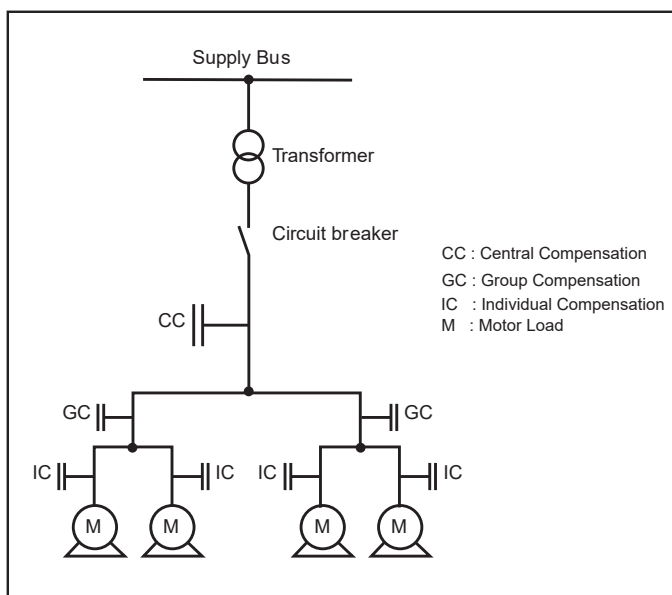 Supply Bus
Transformer
Circuit breaker
CC : Central Compensation
GC : Group Compensation
IC : Individual Compensation
M : Motor Load
CC
GC
GC
IC
IC
IC
IC
M
M
M
M